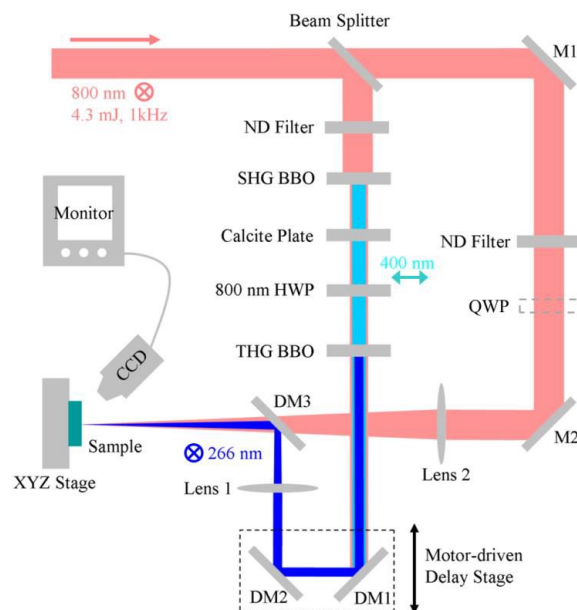 Beam Splitter
M1
800 nm
4.3 mJ, 1kHz
ND Filter
SHG BBO
Monitor
Calcite Plate
ND Filter
400 nm
800 nm HWP
QWP
THG BBO
CCD
DM3
Sample
M2
266 nm
XYZ Stage
Lens 1
Lens 2
Motor-driven
Delay Stage
DM2
DM1